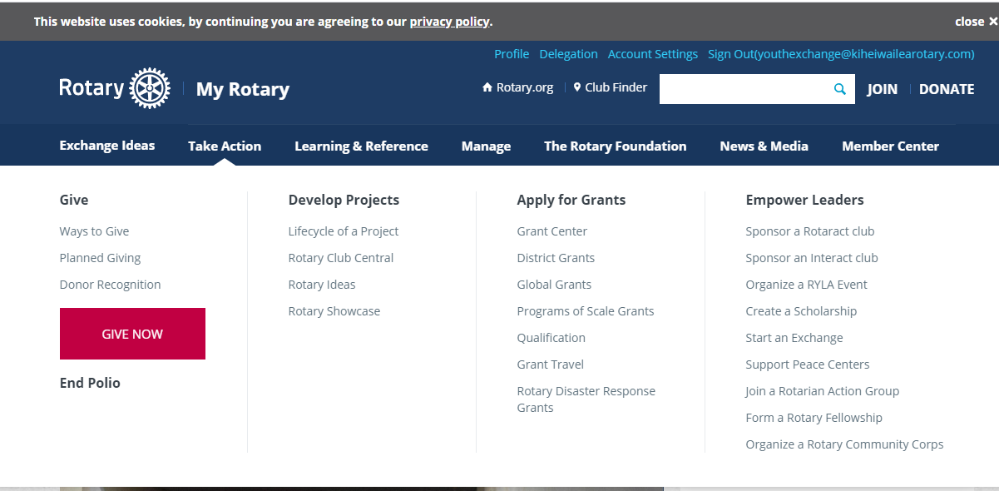 This website uses cookies, by continuing you are agreeing to our privacy policy.
close ×
Profile Delegation Account Settings Sign Out(youthexchange@kiheiwailearotary.com)
Rotary
My Rotary
Rotary.org
Club Finder
JOIN
DONATE
Exchange Ideas
Take Action
Learning & Reference
Manage
The Rotary Foundation
News & Media
Member Center
Give
Ways to Give
Planned Giving
Donor Recognition
GIVE NOW
End Polio
Develop Projects
Lifecycle of a Project
Rotary Club Central
Rotary Ideas
Rotary Showcase
Apply for Grants
Grant Center
District Grants
Global Grants
Programs of Scale Grants
Qualification
Grant Travel
Rotary Disaster Response
Grants
Empower Leaders
Sponsor a Rotaract club
Sponsor an Interact club
Organize a RYLA Event
Create a Scholarship
Start an Exchange
Support Peace Centers
Join a Rotarian Action Group
Form a Rotary Fellowship
Organize a Rotary Community Corps